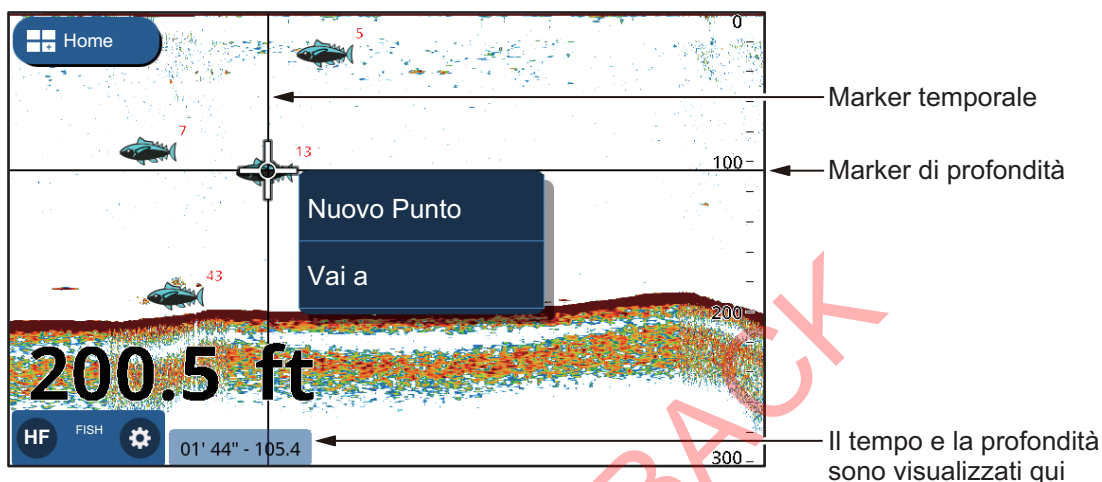 Home
5
0
7
13
100
Nuovo Punto
Vai a
43
200
200.5 ft
HF
FISH
01' 44" - 105.4
300
Marker temporale
Marker di profondità
Il tempo e la profondità
sono visualizzati qui
BACK